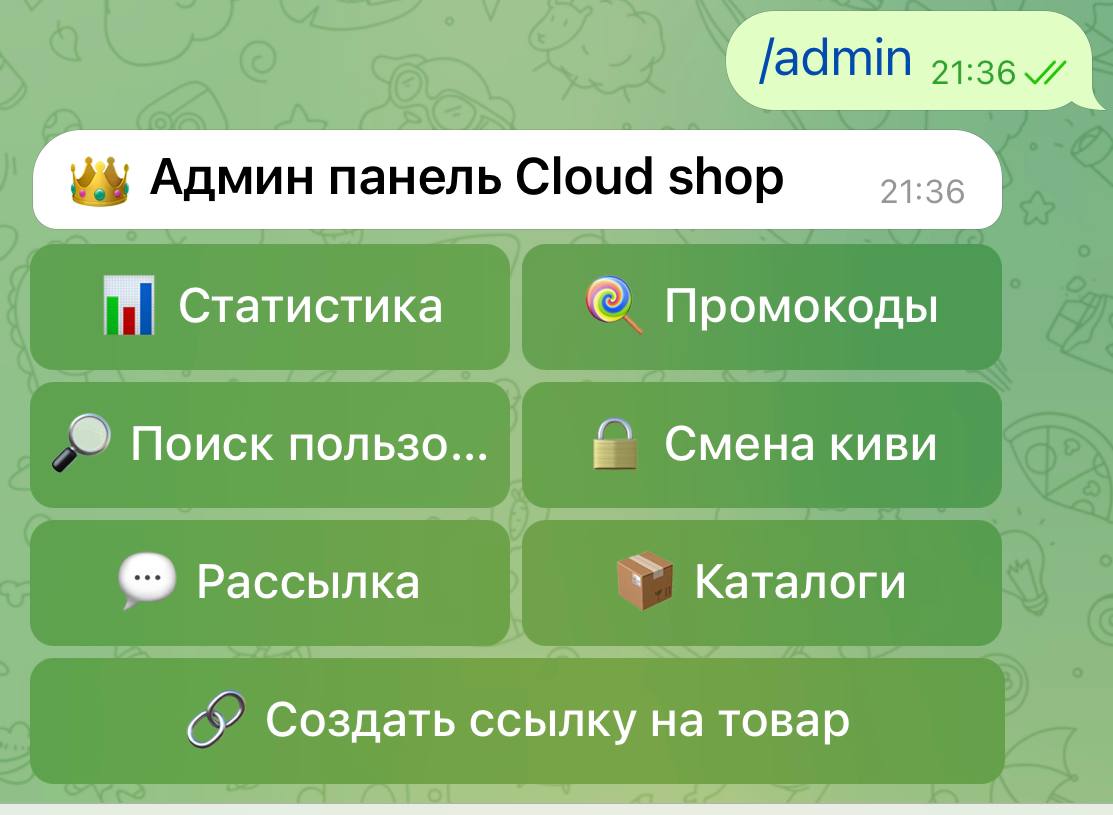 /admin 21:36
Админ панель Cloud shop 21:36
Статистика
Промокоды
Поиск пользо...
Смена киви
Рассылка
Каталоги
Создать ссылку на товар